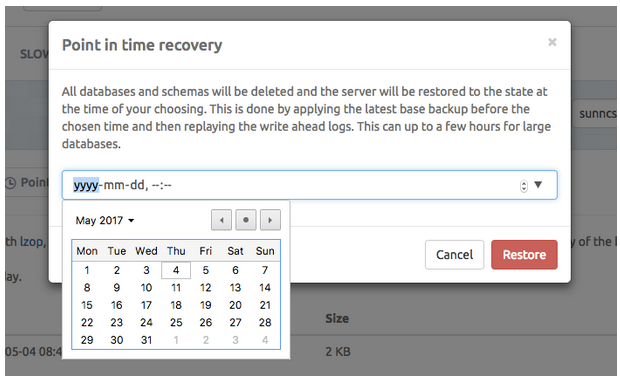 SLOW
Point in time recovery ×
All databases and schemas will be deleted and the server will be restored to the state at
the time of your choosing. This is done by applying the latest base backup before the
chosen time and then replaying the write ahead logs. This can up to a few hours for large
databases.
sunncs
Point
yyyy-mm-dd, --:--
May 2017
Mon Tue Wed Thu Fri Sat Sun
1 2 3 4 5 6 7
8 9 10 11 12 13 14
15 16 17 18 19 20 21
22 23 24 25 26 27 28
29 30 31 1 2 3 4
th lzop,
y of the l
ay.
Cancel Restore
Size
05-04 08:4
2 KB